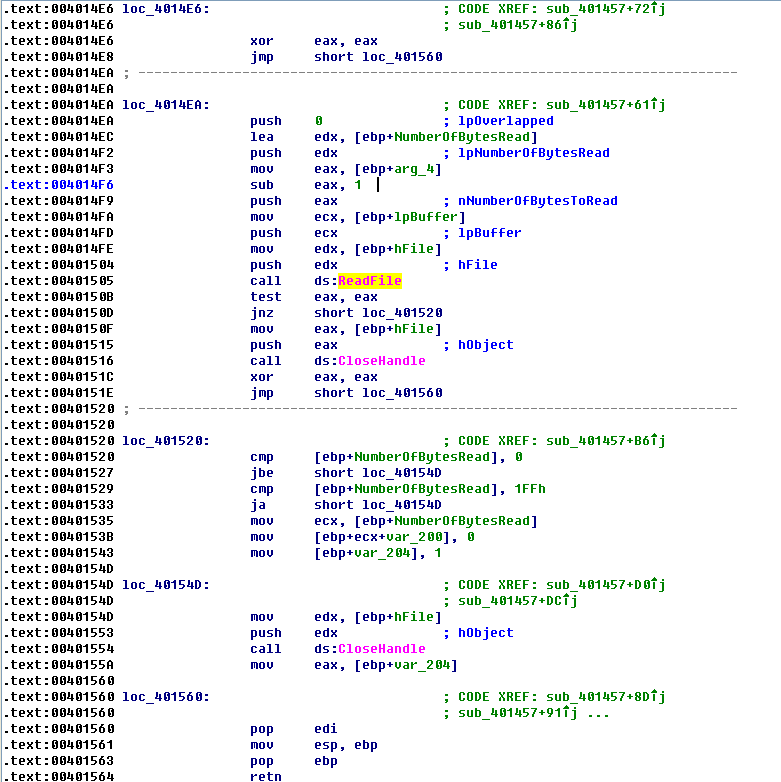 .text:004014E6 loc_4014E6: ; CODE XREF: sub_401457+72↑j
.text:004014E6 ; sub_401457+86↑j
.text:004014E6 xor eax, eax
.text:004014E8 jmp short loc_401560
.text:004014EA ; ---------------------------------------------------------------------------
.text:004014EA
.text:004014EA loc_4014EA: ; CODE XREF: sub_401457+61↑j
.text:004014EA push 0 ; lpOverlapped
.text:004014EC lea edx, [ebp+NumberOfBytesRead]
.text:004014F2 push edx ; lpNumberOfBytesRead
.text:004014F3 mov eax, [ebp+arg_4]
.text:004014F6 sub eax, 1
.text:004014F9 push eax ; nNumberOfBytesToRead
.text:004014FA mov ecx, [ebp+lpBuffer]
.text:004014FD push ecx ; lpBuffer
.text:004014FE mov edx, [ebp+hFile]
.text:00401504 push edx ; hFile
.text:00401505 call ds:ReadFile
.text:0040150B test eax, eax
.text:0040150D jnz short loc_401520
.text:0040150F mov eax, [ebp+hFile]
.text:00401515 push eax ; hObject
.text:00401516 call ds:CloseHandle
.text:0040151C xor eax, eax
.text:0040151E jmp short loc_401560
.text:00401520 ; ---------------------------------------------------------------------------
.text:00401520
.text:00401520 loc_401520: ; CODE XREF: sub_401457+B6↑j
.text:00401520 cmp [ebp+NumberOfBytesRead], 0
.text:00401527 jbe short loc_40154D
.text:00401529 cmp [ebp+NumberOfBytesRead], 1FFh
.text:00401533 ja short loc_40154D
.text:00401535 mov ecx, [ebp+NumberOfBytesRead]
.text:0040153B mov [ebp+ecx+var_200], 0
.text:00401543 mov [ebp+var_204], 1
.text:0040154D
.text:0040154D loc_40154D: ; CODE XREF: sub_401457+D0↑j
.text:0040154D ; sub_401457+DC↑j
.text:0040154D mov edx, [ebp+hFile]
.text:00401553 push edx ; hObject
.text:00401554 call ds:CloseHandle
.text:0040155A mov eax, [ebp+var_204]
.text:00401560
.text:00401560 loc_401560: ; CODE XREF: sub_401457+8D↑j
.text:00401560 ; sub_401457+91↑j ...
.text:00401560 pop edi
.text:00401561 mov esp, ebp
.text:00401563 pop ebp
.text:00401564 retn